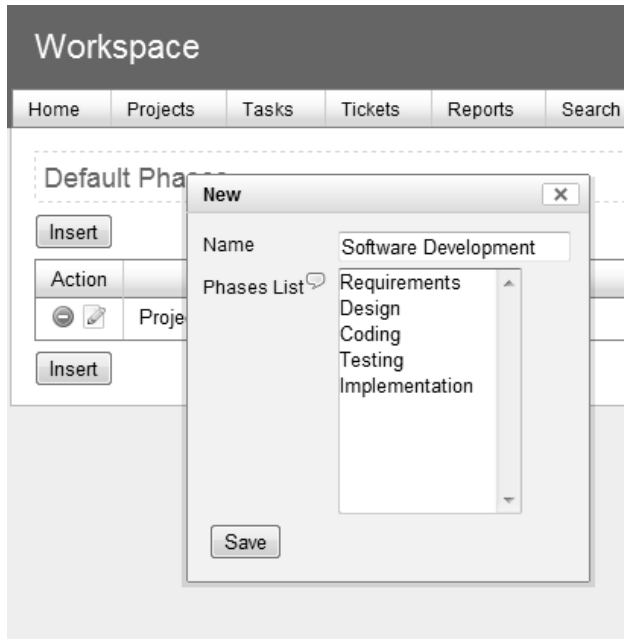 Workspace
Home Projects Tasks Tickets Reports Search
Default
New
Insert
Name Software Development
Action
Phases List Requirements
Design
Coding
Testing
Implementation
Insert
Save